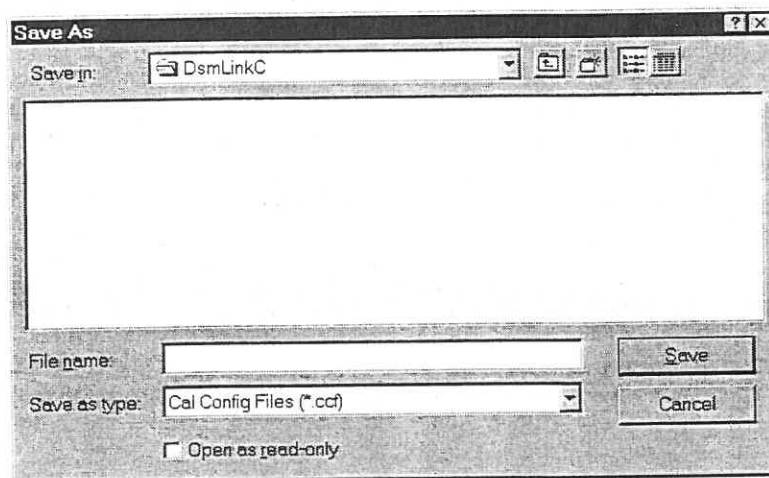 Save As
Save in: DsmLinkC
File name:
Save
Save as type: Cal Config Files (*.ccf)
Cancel
Open as read-only